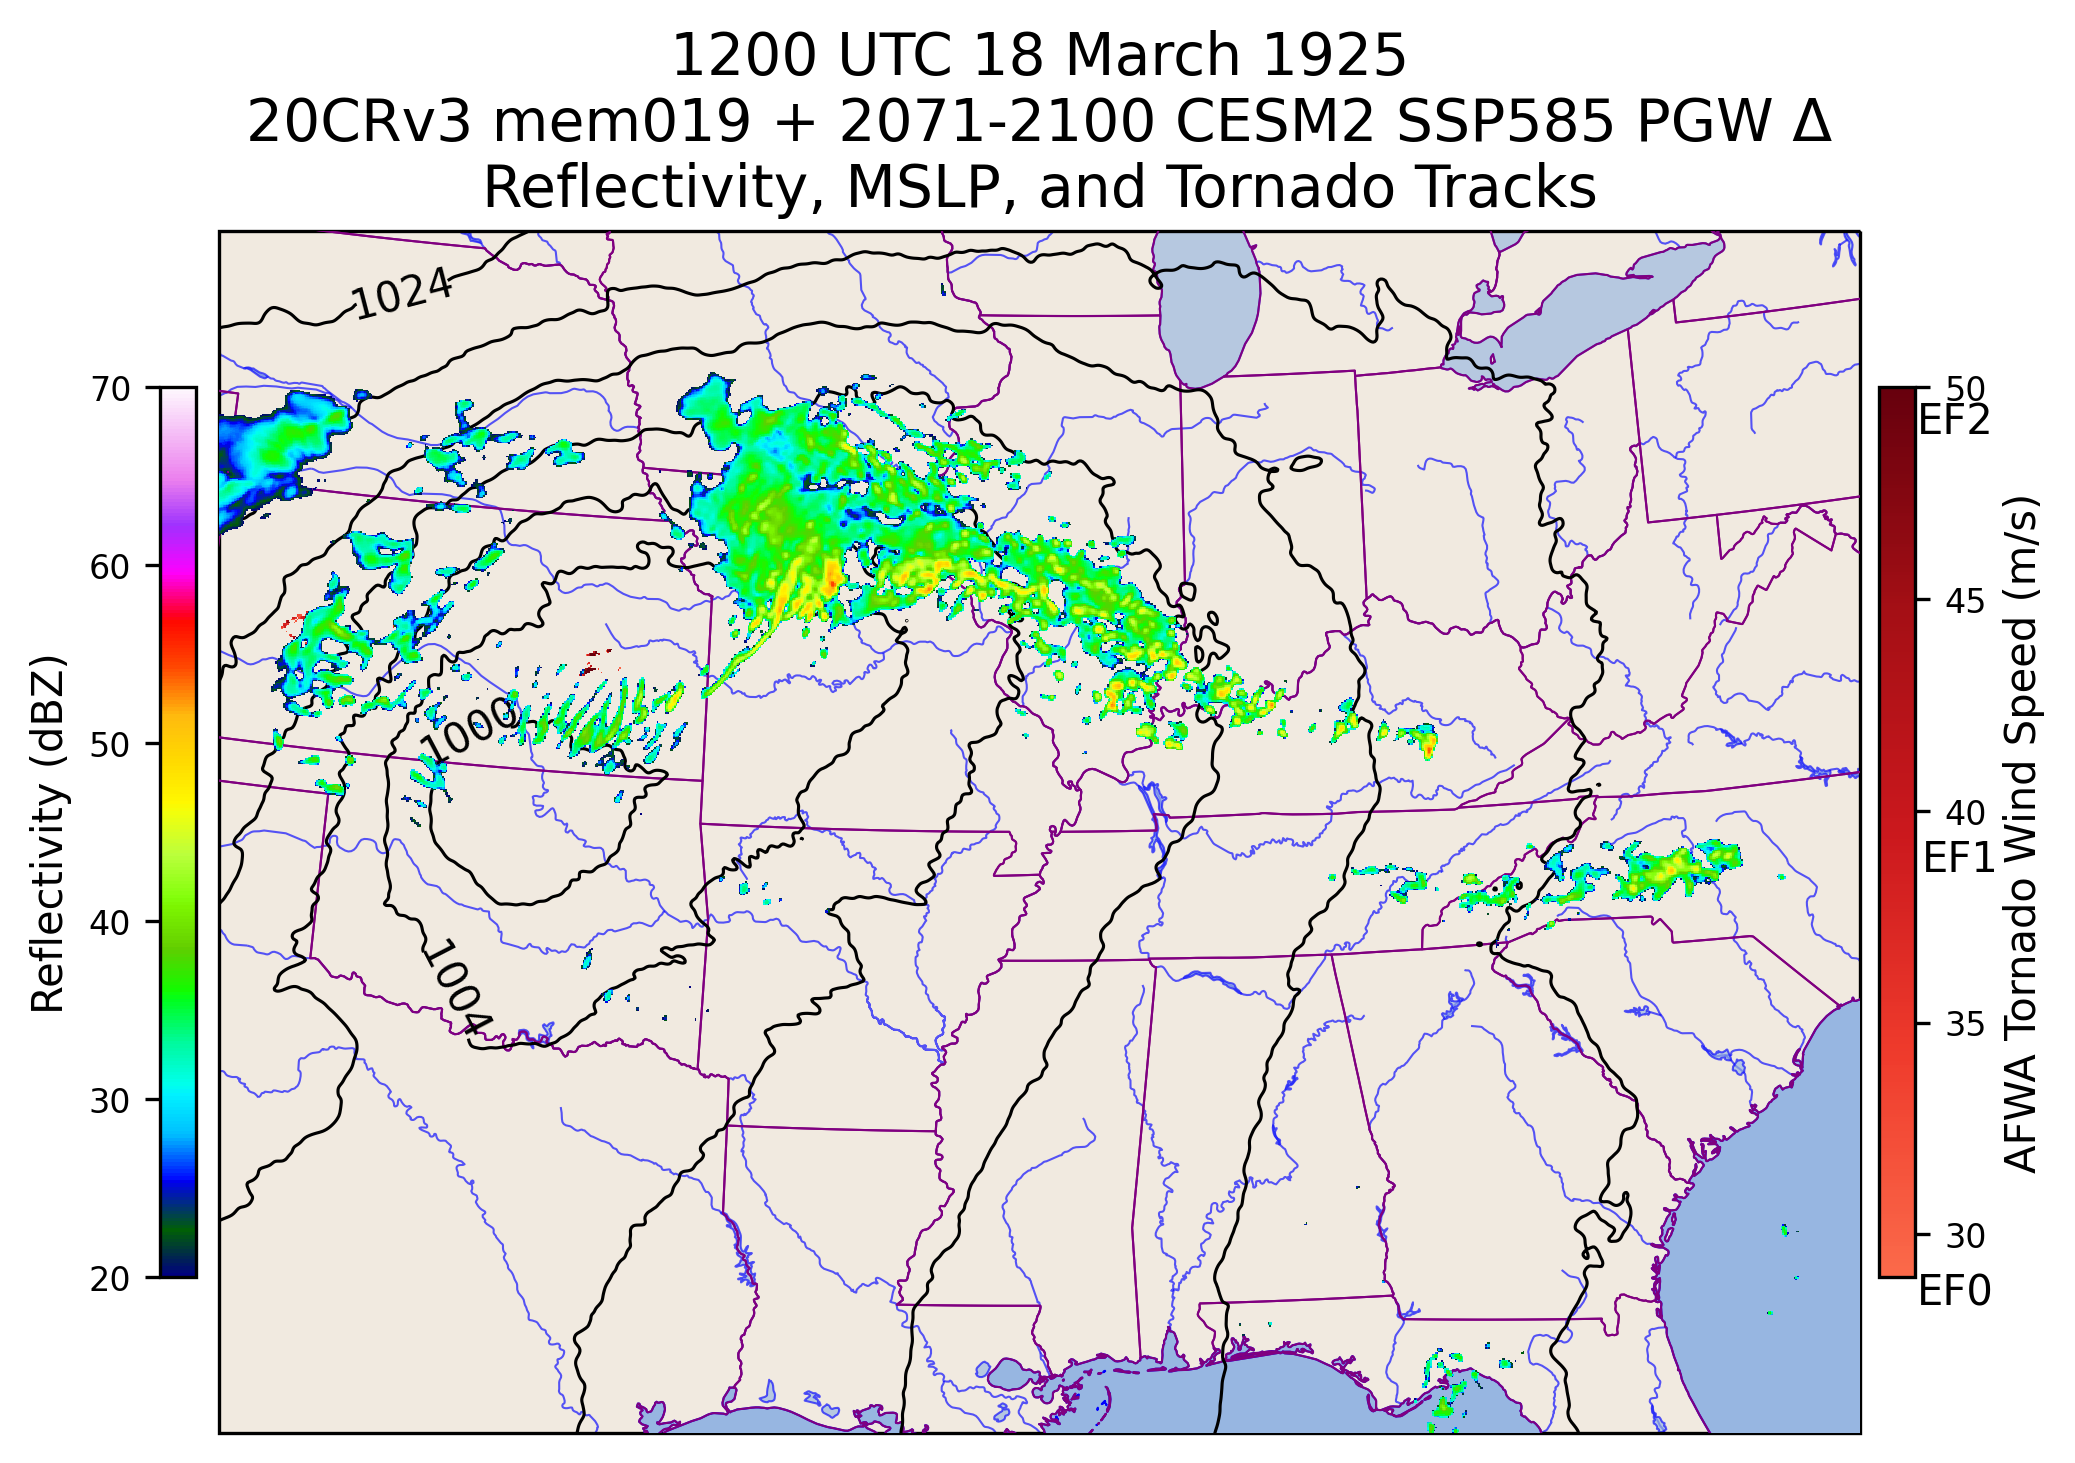 1200 UTC 18 March 1925
20CRv3 mem019 + 2071-2100 CESM2 SSP585 PGW Δ
Reflectivity, MSLP, and Tornado Tracks
1024
1000
1004
70
60
50
40
30
20
Reflectivity (dBZ)
50
EF2
45
40
EF1
35
30
EF0
AFWA Tornado Wind Speed (m/s)